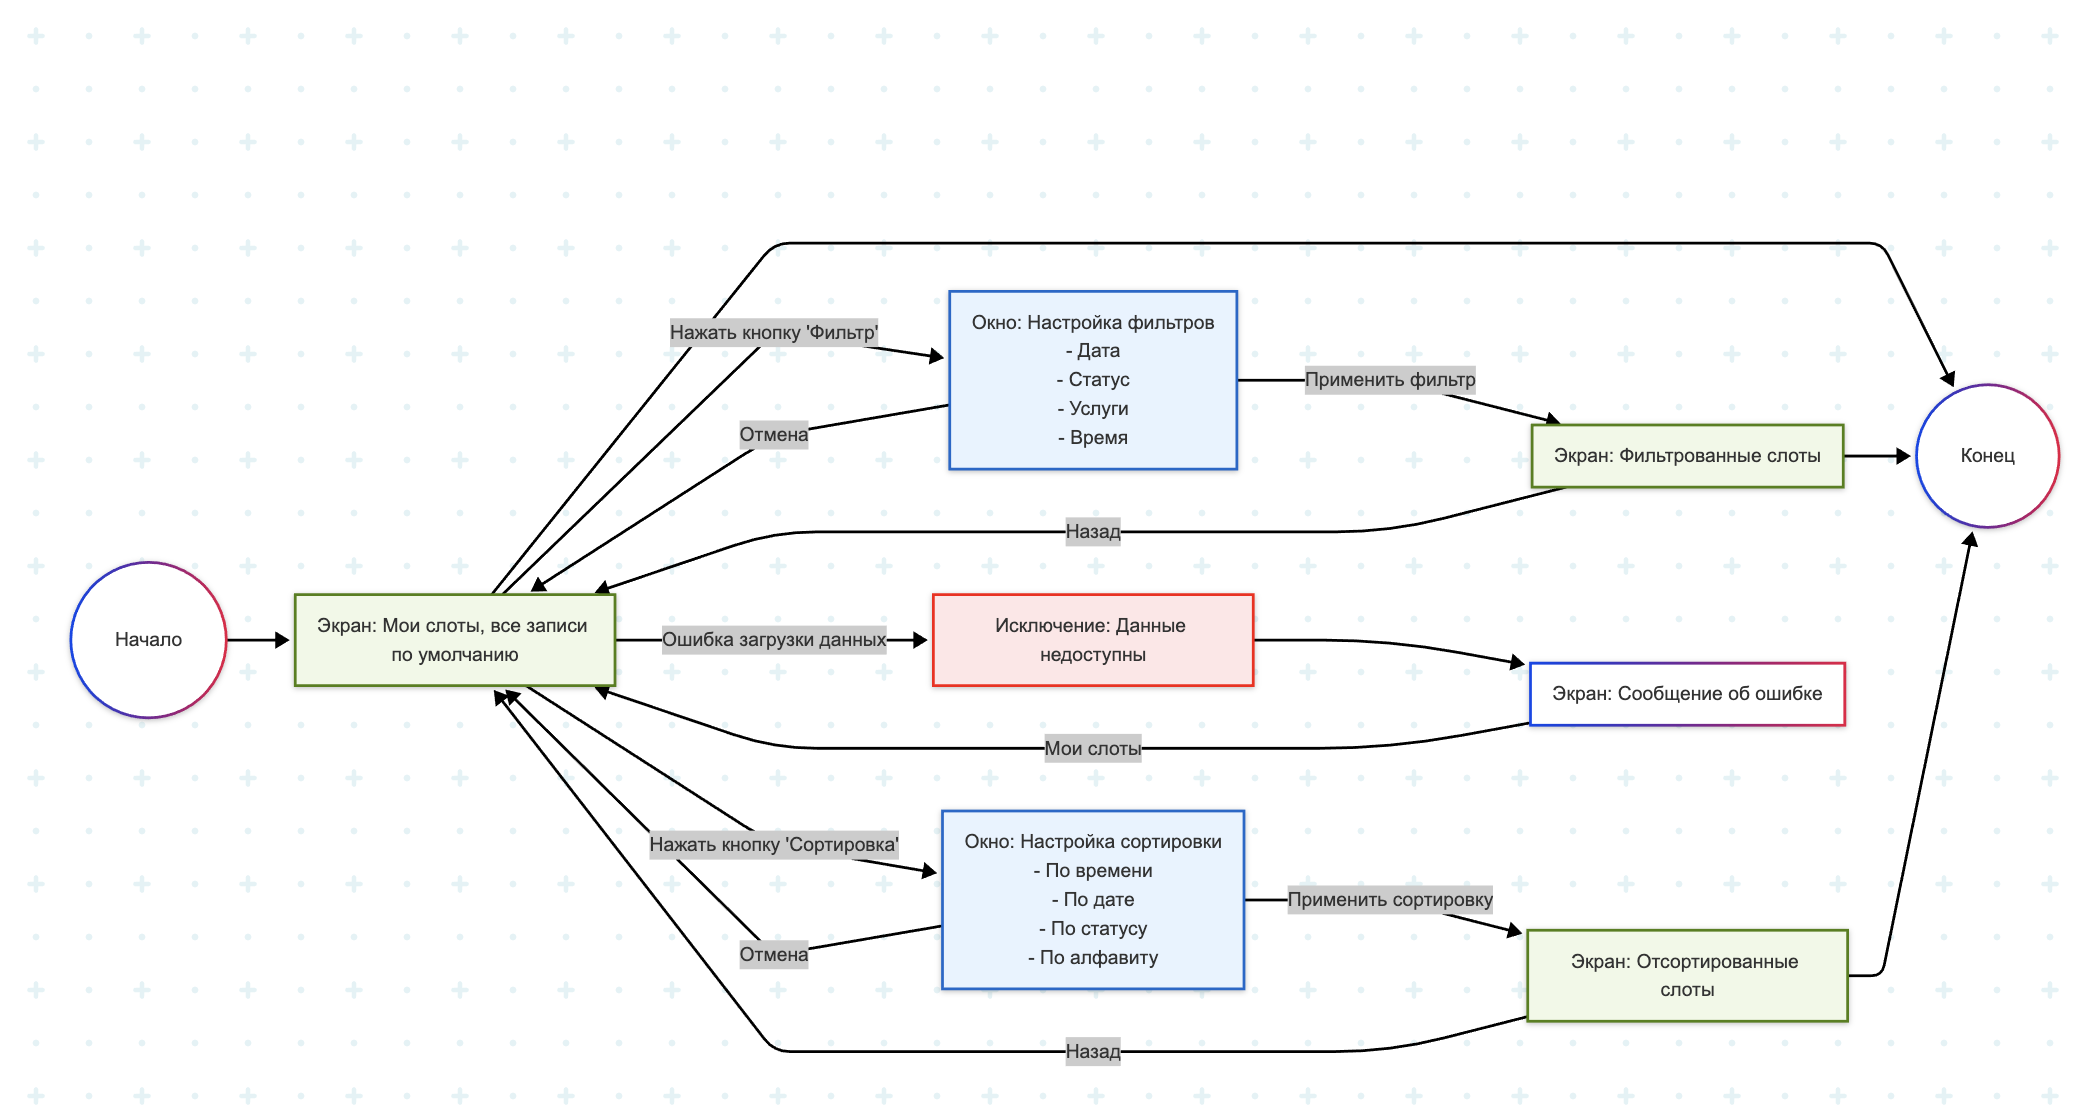 Нажать кнопку 'Фильтр'
Окно: Настройка фильтров
- Дата
- Статус
- Услуги
- Время
Применить фильтр
Отмена
Экран: Фильтрованные слоты
Конец
Назад
Начало
Экран: Мои слоты, все записи
по умолчанию
Ошибка загрузки данных
Исключение: Данные
недоступны
Экран: Сообщение об ошибке
Мои слоты
Нажать кнопку 'Сортировка'
Окно: Настройка сортировки
- По времени
- По дате
- По статусу
- По алфавиту
Применить сортировку
Отмена
Экран: Отсортированные
слоты
Назад